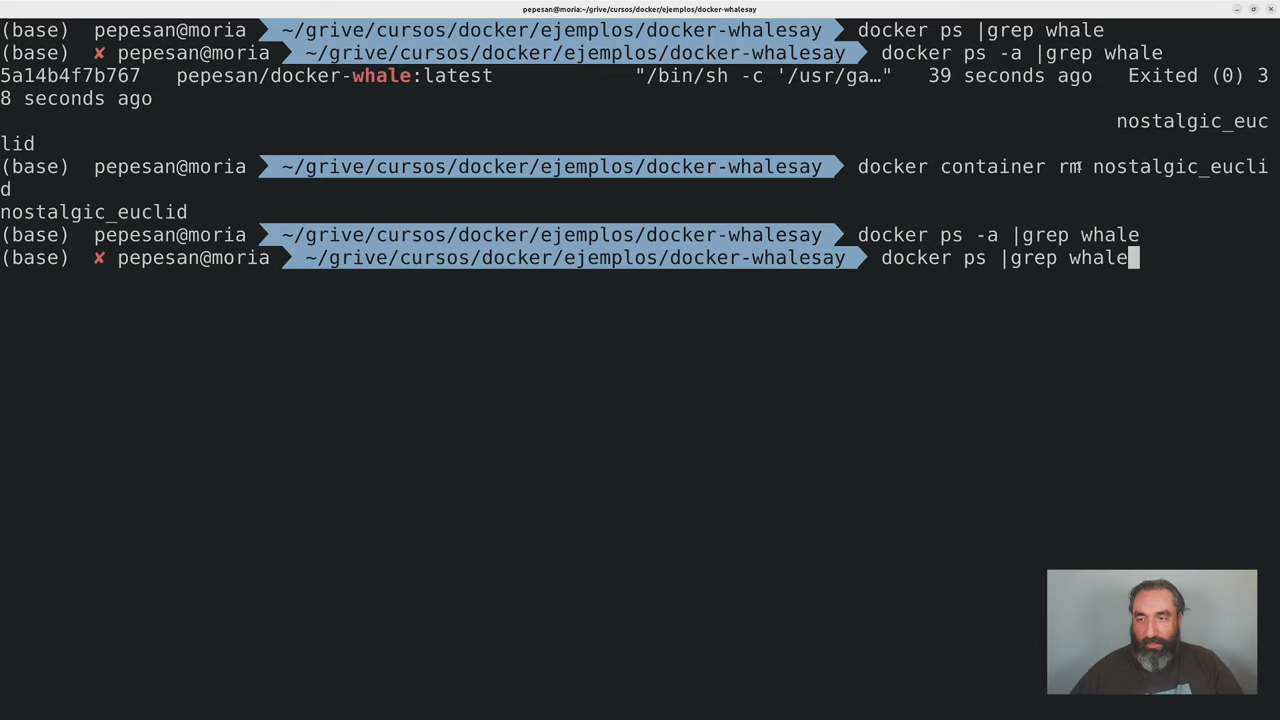 pepesan@moria:~/grive/cursos/docker/ejemplos/docker-whalesay
(base) pepesan@moria ~/grive/cursos/docker/ejemplos/docker-whalesay docker ps |grep whale
(base) ✘ pepesan@moria ~/grive/cursos/docker/ejemplos/docker-whalesay docker ps -a |grep whale
5a14b4f7b767 pepesan/docker-whale:latest "/bin/sh -c '/usr/ga…" 39 seconds ago Exited (0) 3
8 seconds ago
nostalgic_euc
lid
(base) pepesan@moria ~/grive/cursos/docker/ejemplos/docker-whalesay docker container rm nostalgic_eucli
d
nostalgic_euclid
(base) pepesan@moria ~/grive/cursos/docker/ejemplos/docker-whalesay docker ps -a |grep whale
(base) ✘ pepesan@moria ~/grive/cursos/docker/ejemplos/docker-whalesay docker ps |grep whale